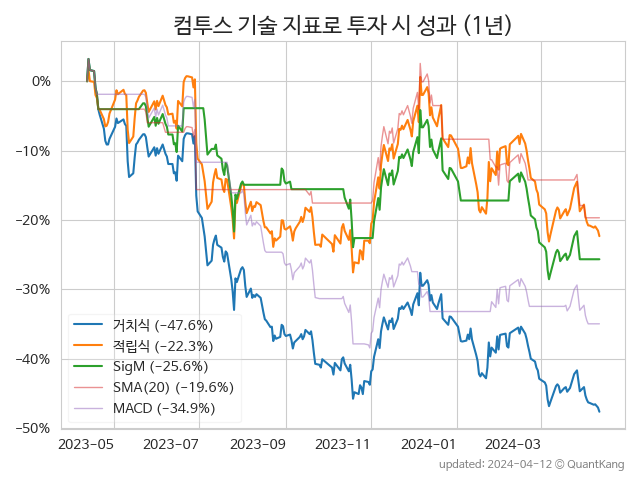 컴투스 기술 지표로 투자 시 성과 (1년)
0%
−10%
−20%
−30%
−40%
−50%
거치식 (−47.6%)
적립식 (−22.3%)
SigM (−25.6%)
SMA(20) (−19.6%)
MACD (−34.9%)
2023-05 2023-07 2023-09 2023-11 2024-01 2024-03
updated: 2024-04-12 © QuantKang